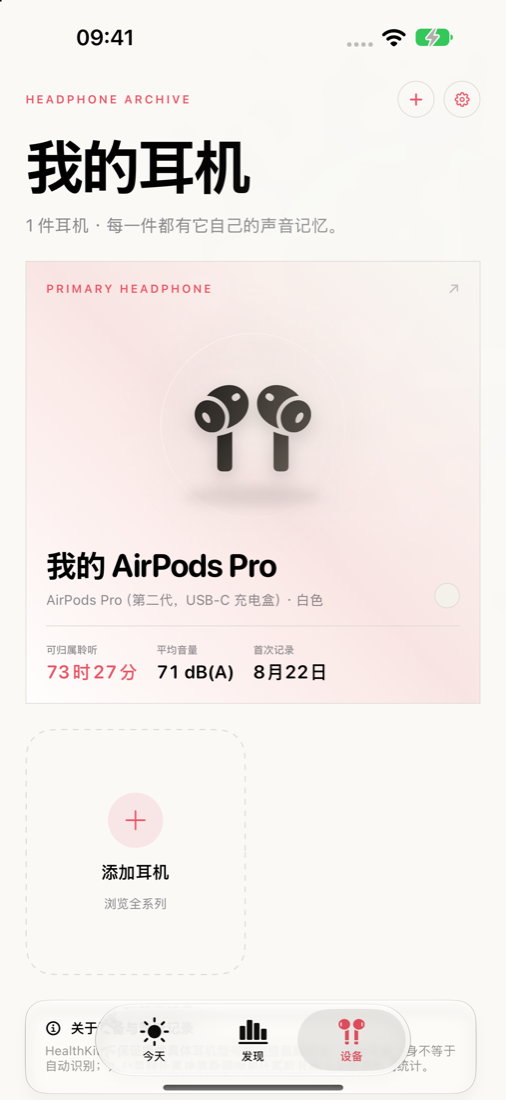 09:41
HEADPHONE ARCHIVE
我的耳机
1 件耳机 · 每一件都有它自己的声音记忆。
PRIMARY HEADPHONE
我的 AirPods Pro
AirPods Pro (第二代，USB-C 充电盒) · 白色
可归属聆听 平均音量 首次记录
73时27分 71 dB(A) 8月22日
添加耳机
浏览全系列
关于
HealthKit 身不等于
自动识别； 统计。
今天 发现 设备